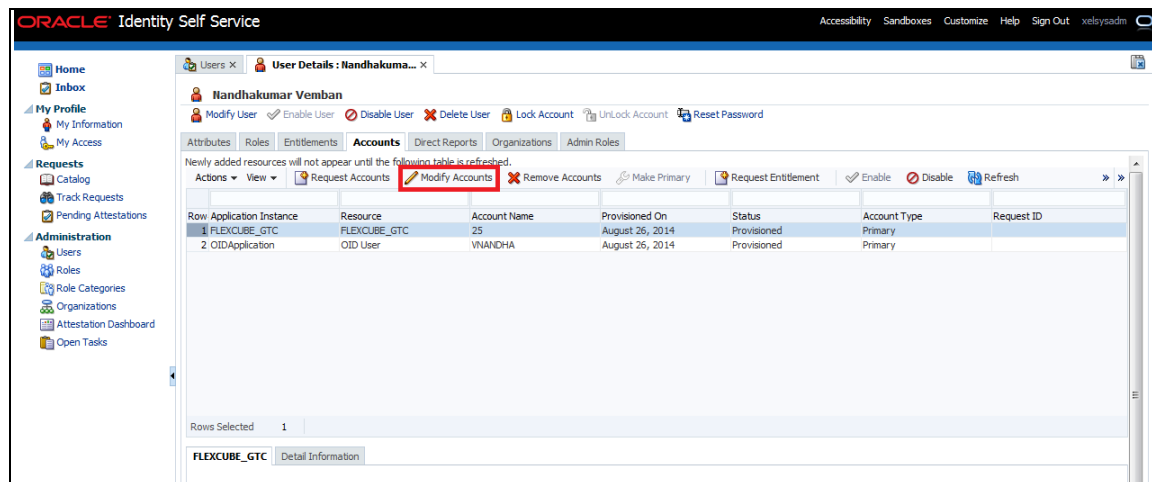 ORACLE Identity Self Service
Accessibility Sandboxes Customize Help Sign Out xelsysadm
Home
Inbox
My Profile
My Information
My Access
Requests
Catalog
Track Requests
Pending Attestations
Administration
Users
Roles
Role Categories
Organizations
Attestation Dashboard
Open Tasks
Users
User Details : Nandhakuma...
Nandhakumar Vemban
Modify User Enable User Disable User Delete User Lock Account UnLock Account Reset Password
Attributes Roles Entitlements Accounts Direct Reports Organizations Admin Roles
Newly added resources will not appear until the following table is refreshed.
Actions View Request Accounts Modify Accounts Remove Accounts Make Primary Request Entitlement Enable Disable Refresh
Row Application Instance Resource Account Name Provisioned On Status Account Type Request ID
1 FLEXCUBE_GTC FLEXCUBE_GTC 25 August 26, 2014 Provisioned Primary
2 OIDApplication OID User VNANDHA August 26, 2014 Provisioned Primary
Rows Selected 1
FLEXCUBE_GTC Detail Information